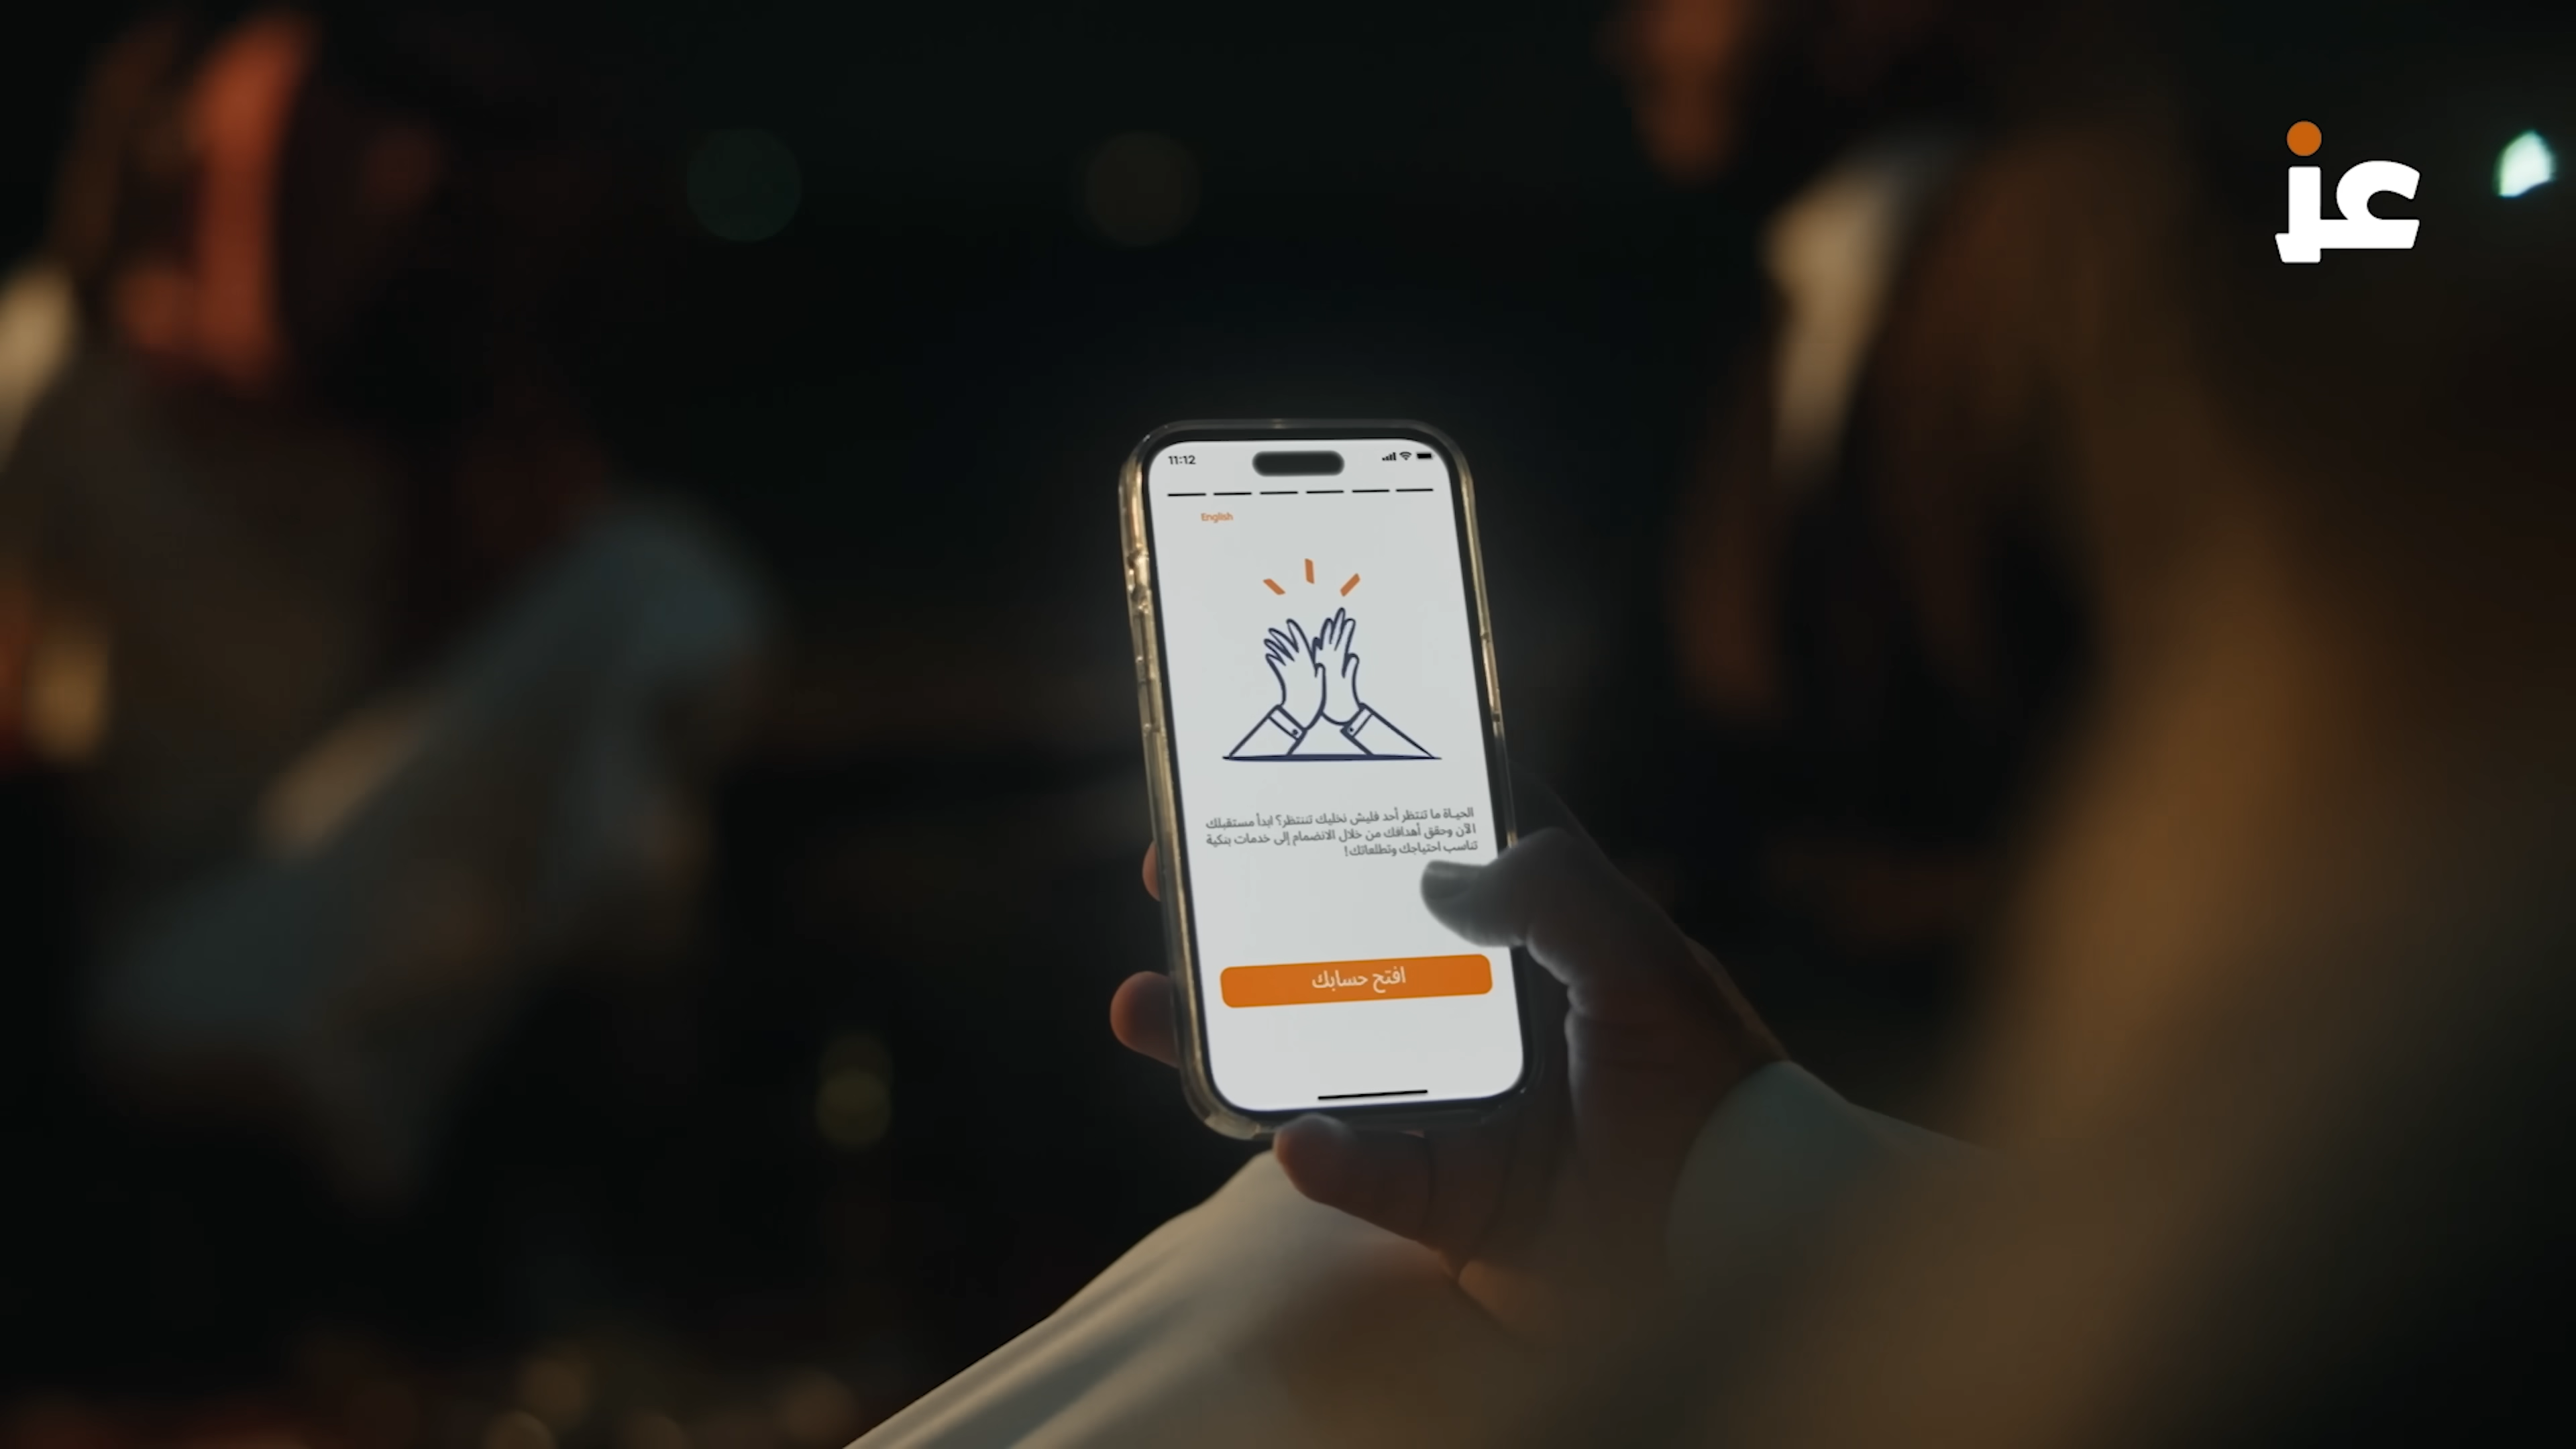 عز
11:12
English
الحياة ما تنتظر أحد فليش نخليك تنتظر؟ ابدأ مستقبلك
الآن وحقق أهدافك من خلال الانضمام إلى خدمات بنكية
تناسب احتياجك وتطلعاتك!
افتح حسابك